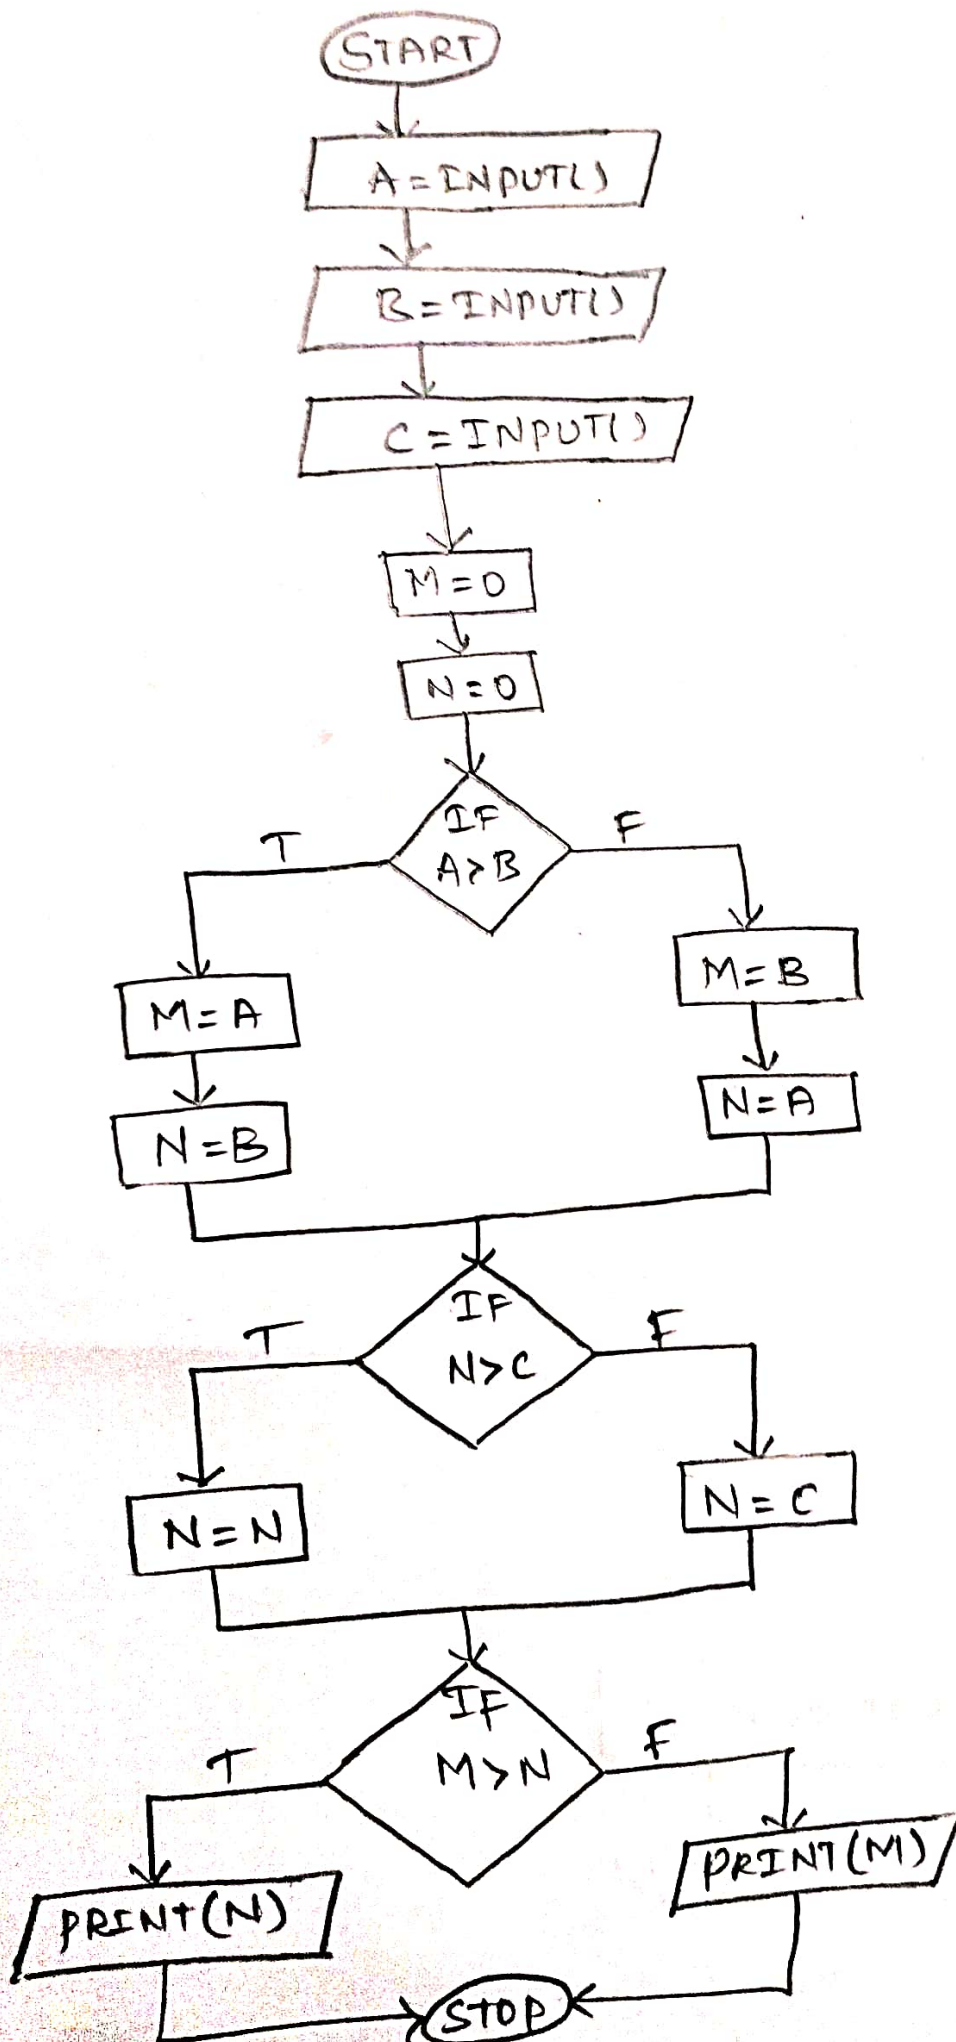 START
A=INPUT()
B=INPUT()
C=INPUT()
M=0
N=0
IF
A>B
T
F
M=A
N=B
M=B
N=A
IF
N>C
T
F
N=N
N=C
IF
M>N
T
F
PRINT(N)
PRINT(M)
STOP